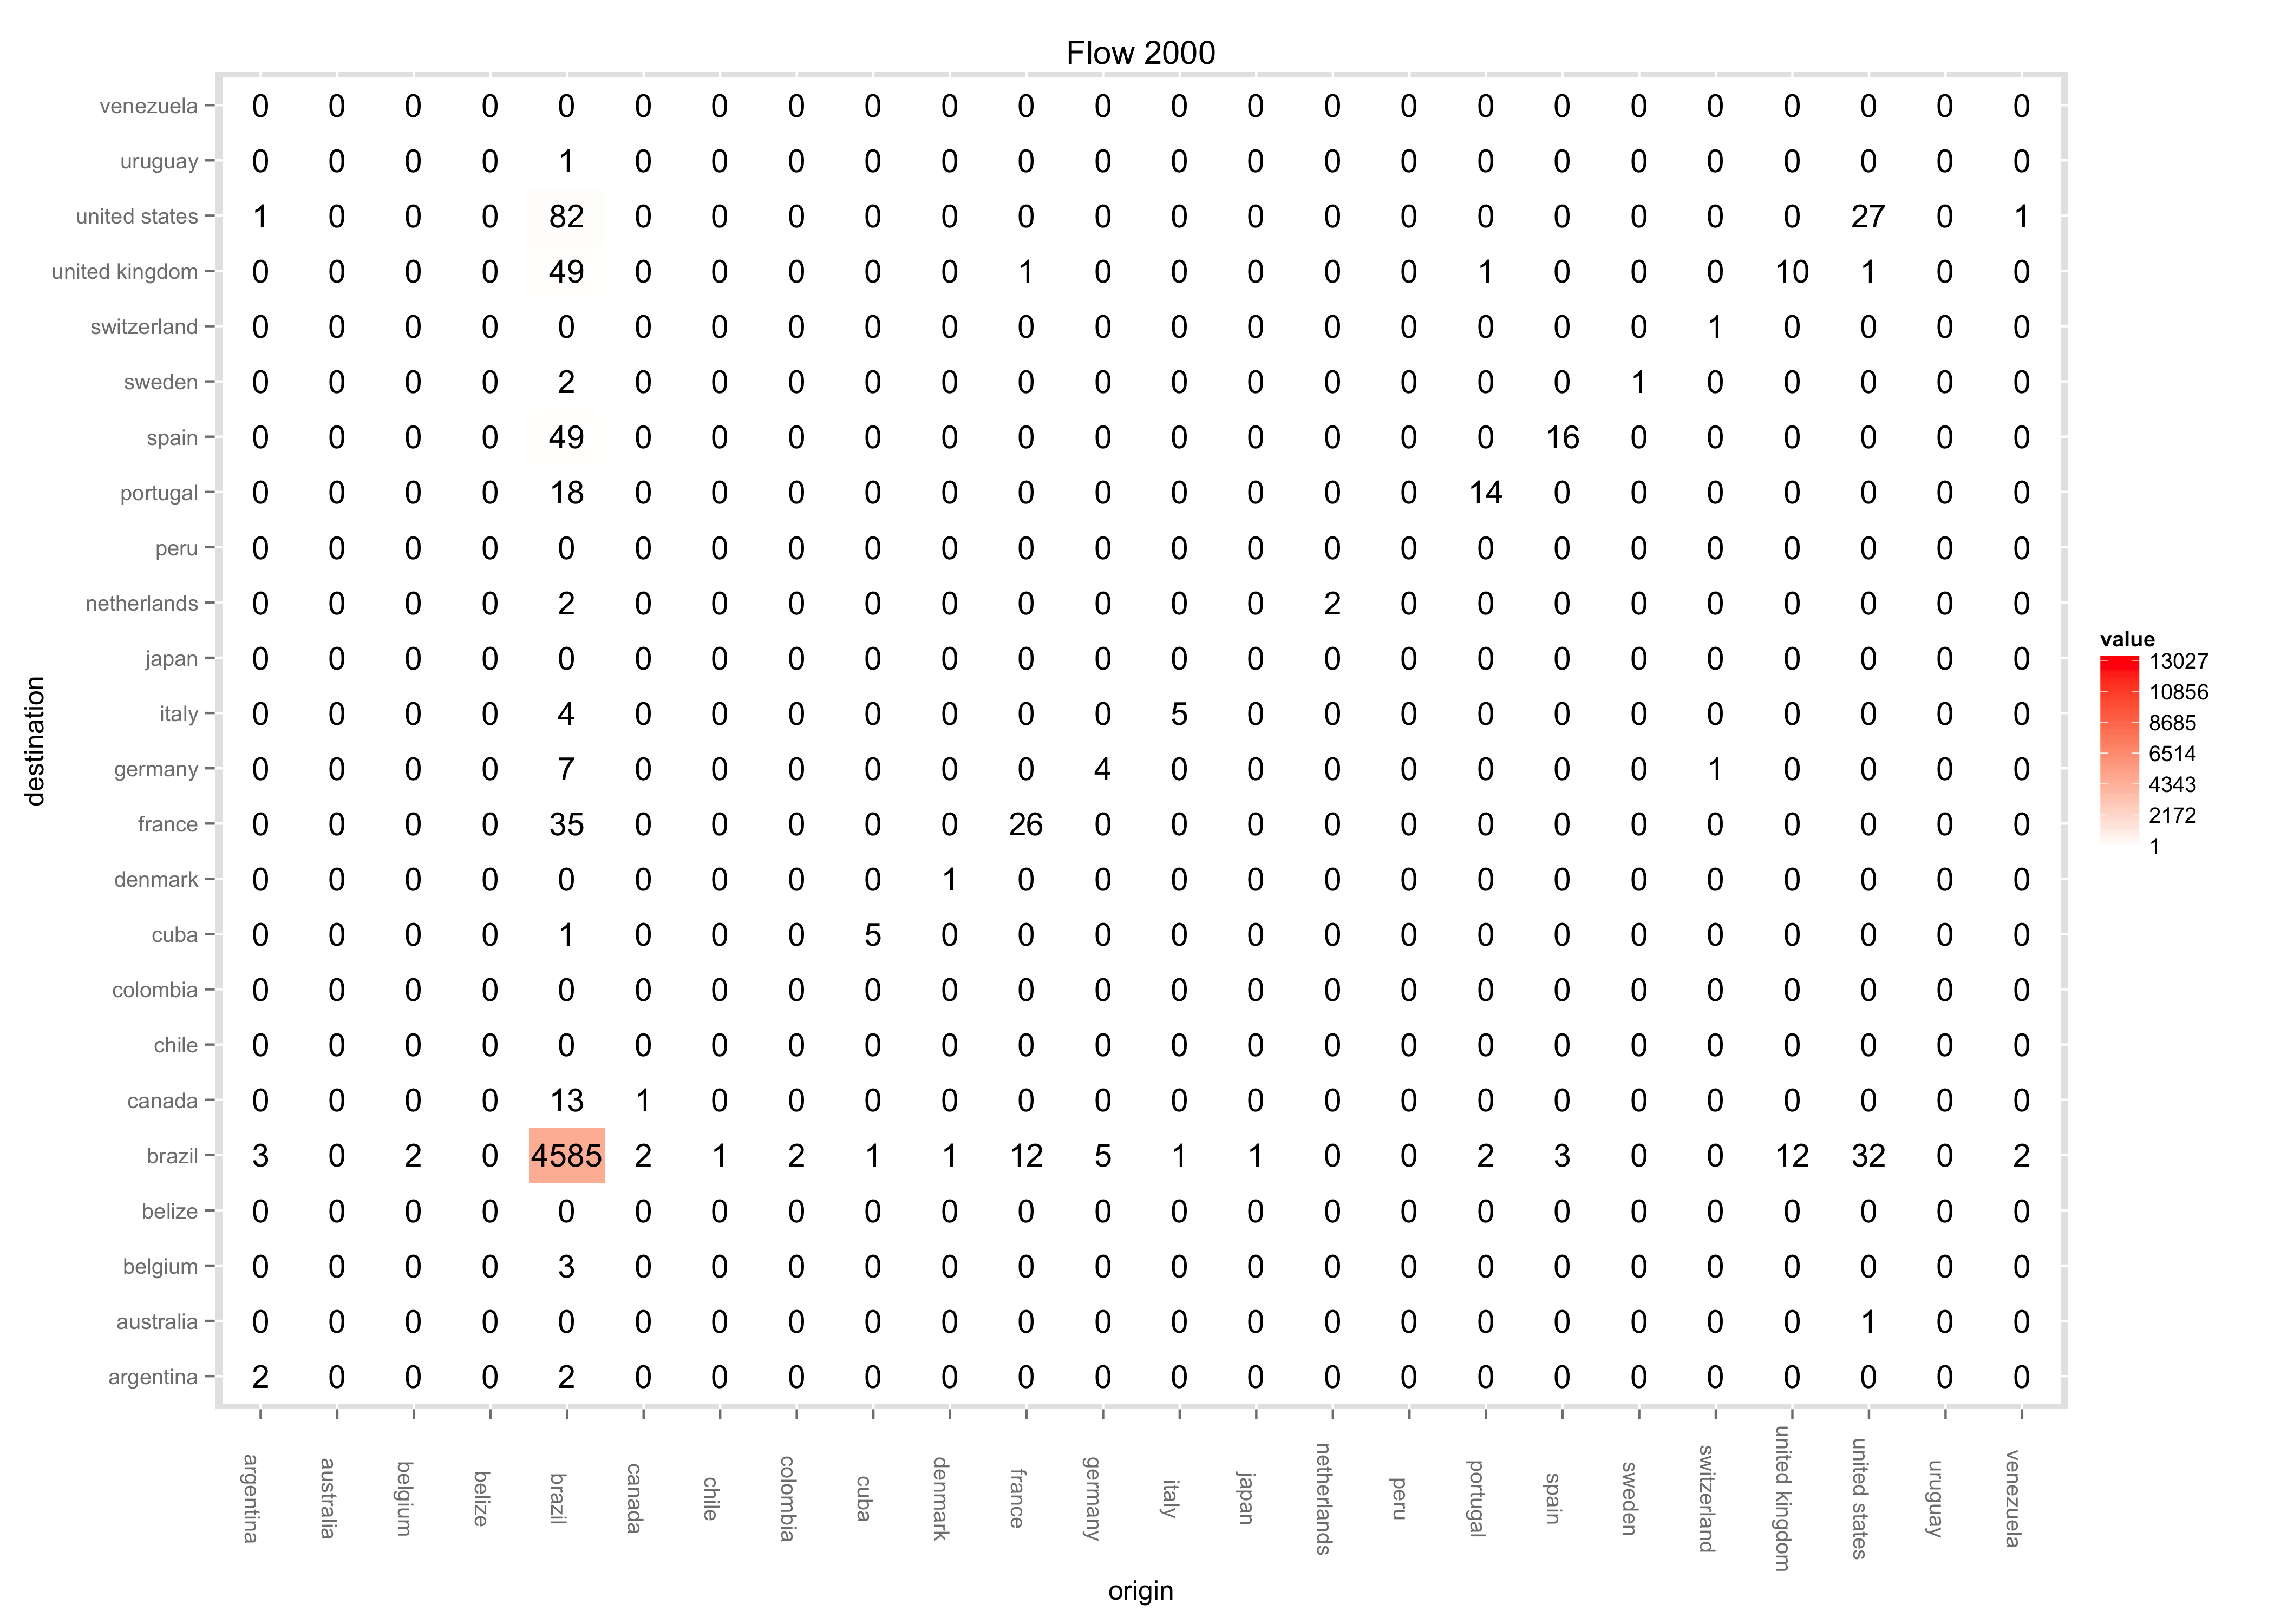 Flow 2000
venezuela 0 0 0 0 0 0 0 0 0 0 0 0 0 0 0 0 0 0 0 0 0 0 0 0
uruguay 0 0 0 0 1 0 0 0 0 0 0 0 0 0 0 0 0 0 0 0 0 0 0 0
united states 1 0 0 0 82 0 0 0 0 0 0 0 0 0 0 0 0 0 0 0 0 27 0 1
united kingdom 0 0 0 0 49 0 0 0 0 0 1 0 0 0 0 0 1 0 0 0 10 1 0 0
switzerland 0 0 0 0 0 0 0 0 0 0 0 0 0 0 0 0 0 0 0 1 0 0 0 0
sweden 0 0 0 0 2 0 0 0 0 0 0 0 0 0 0 0 0 0 1 0 0 0 0 0
spain 0 0 0 0 49 0 0 0 0 0 0 0 0 0 0 0 0 16 0 0 0 0 0 0
portugal 0 0 0 0 18 0 0 0 0 0 0 0 0 0 0 0 14 0 0 0 0 0 0 0
peru 0 0 0 0 0 0 0 0 0 0 0 0 0 0 0 0 0 0 0 0 0 0 0 0
netherlands 0 0 0 0 2 0 0 0 0 0 0 0 0 0 2 0 0 0 0 0 0 0 0 0
japan 0 0 0 0 0 0 0 0 0 0 0 0 0 0 0 0 0 0 0 0 0 0 0 0
italy 0 0 0 0 4 0 0 0 0 0 0 0 5 0 0 0 0 0 0 0 0 0 0 0
germany 0 0 0 0 7 0 0 0 0 0 0 4 0 0 0 0 0 0 0 1 0 0 0 0
france 0 0 0 0 35 0 0 0 0 0 26 0 0 0 0 0 0 0 0 0 0 0 0 0
denmark 0 0 0 0 0 0 0 0 0 1 0 0 0 0 0 0 0 0 0 0 0 0 0 0
cuba 0 0 0 0 1 0 0 0 5 0 0 0 0 0 0 0 0 0 0 0 0 0 0 0
colombia 0 0 0 0 0 0 0 0 0 0 0 0 0 0 0 0 0 0 0 0 0 0 0 0
chile 0 0 0 0 0 0 0 0 0 0 0 0 0 0 0 0 0 0 0 0 0 0 0 0
canada 0 0 0 0 13 1 0 0 0 0 0 0 0 0 0 0 0 0 0 0 0 0 0 0
brazil 3 0 2 0 4585 2 1 2 1 1 12 5 1 1 0 0 2 3 0 0 12 32 0 2
belize 0 0 0 0 0 0 0 0 0 0 0 0 0 0 0 0 0 0 0 0 0 0 0 0
belgium 0 0 0 0 3 0 0 0 0 0 0 0 0 0 0 0 0 0 0 0 0 0 0 0
australia 0 0 0 0 0 0 0 0 0 0 0 0 0 0 0 0 0 0 0 0 0 1 0 0
argentina 2 0 0 0 2 0 0 0 0 0 0 0 0 0 0 0 0 0 0 0 0 0 0 0
destination
argentina
australia
belgium
belize
brazil
canada
chile
colombia
cuba
denmark
france
germany
italy
japan
netherlands
peru
portugal
spain
sweden
switzerland
united kingdom
united states
uruguay
venezuela
origin
value
13027
10856
8685
6514
4343
2172
1